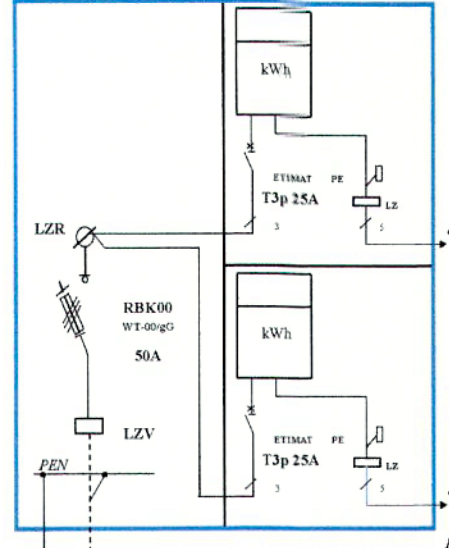 kWh
ETIMAT PE
T3p 25A
LZ
3
5
LZR
RBK00
WT-00/gG
50A
LZV
PEN
kWh
ETIMAT PE
T3p 25A
LZ
3
5